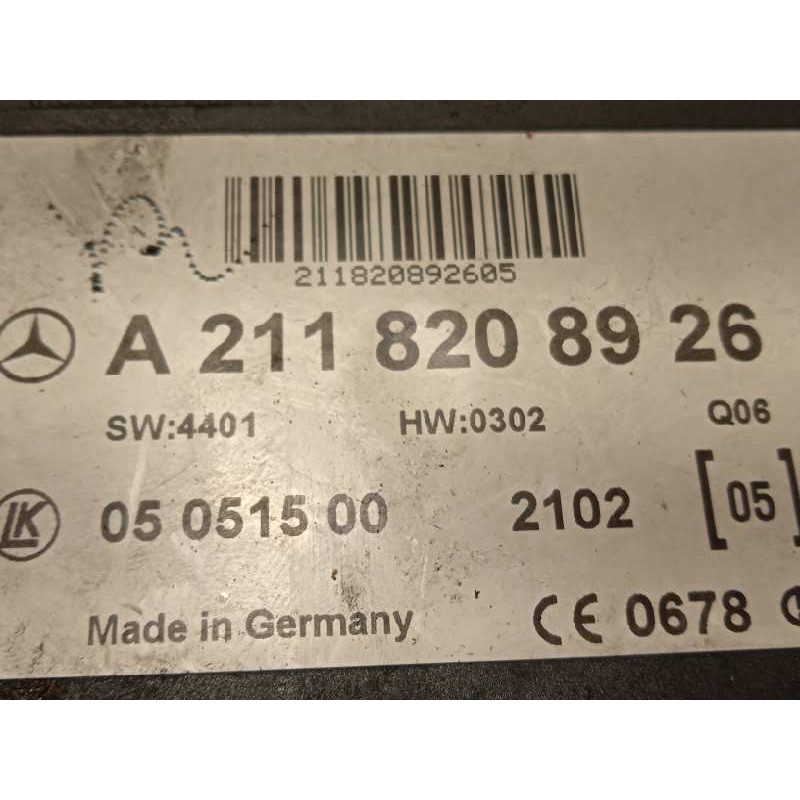 211820892605
A 211 820 89 26
SW:4401 HW:0302 Q06
LK 05 0515 00 2102 [05]
Made in Germany CE 0678